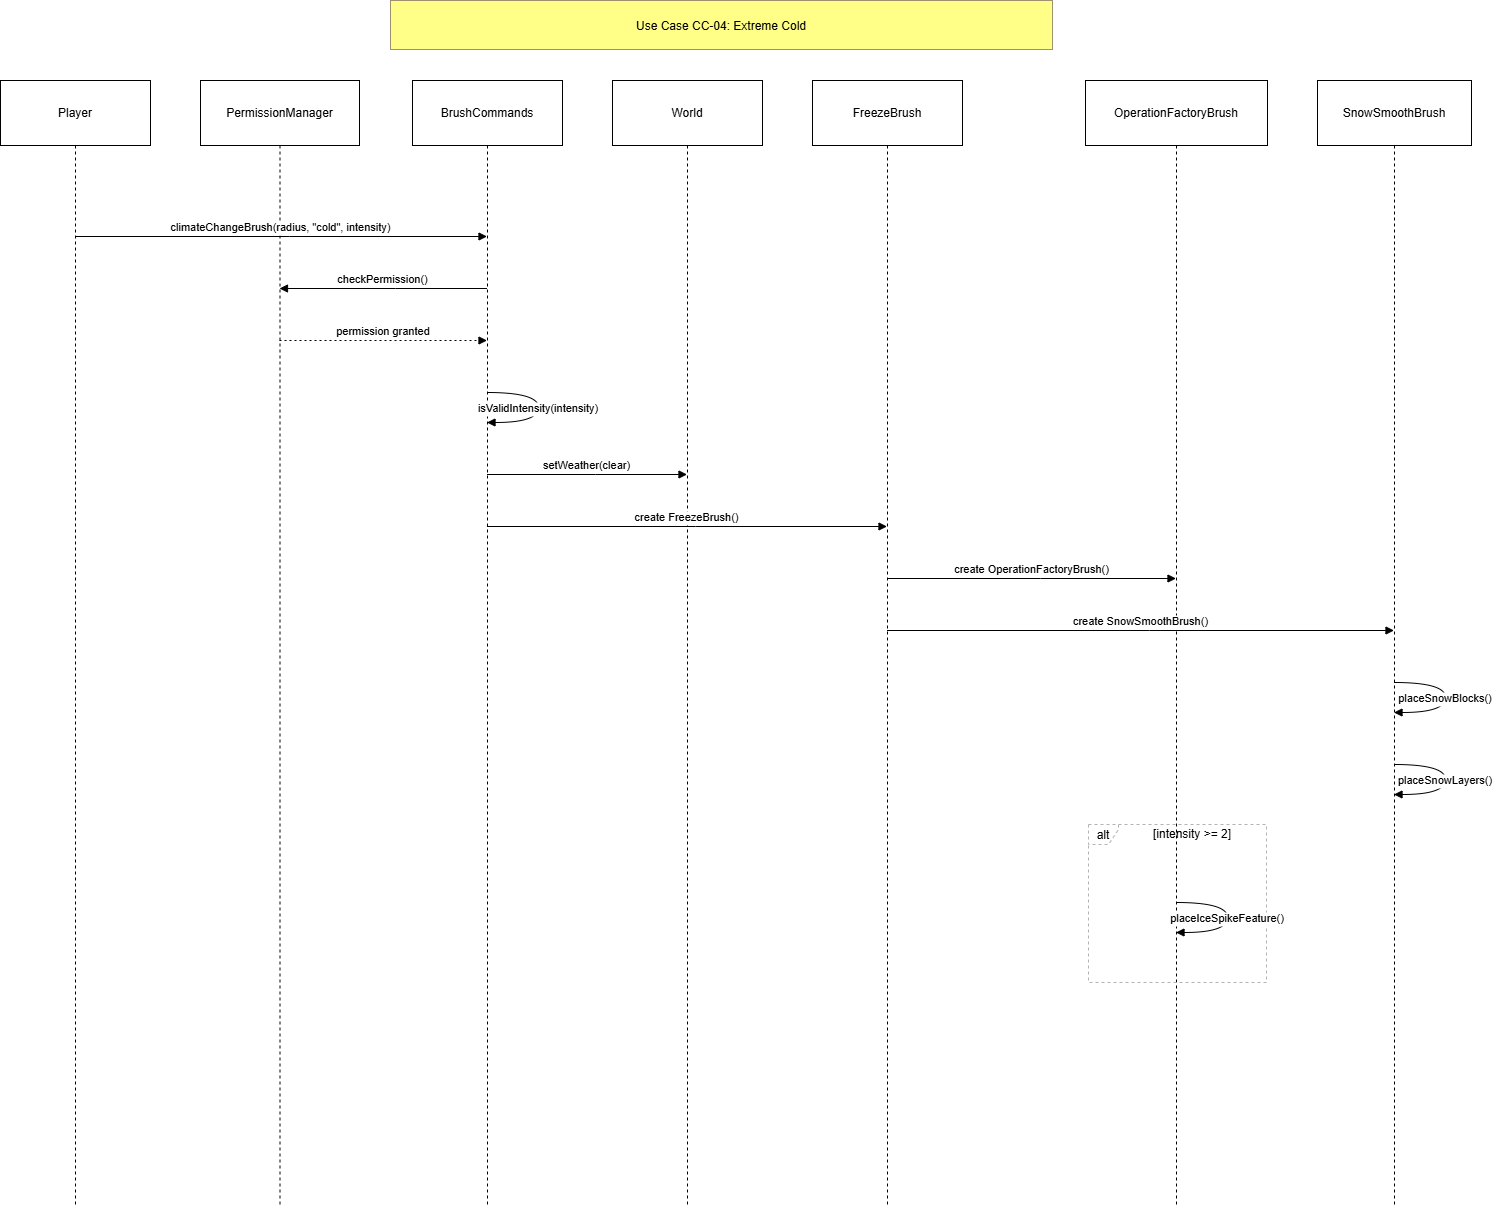 Use Case CC-04: Extreme Cold
Player
PermissionManager
BrushCommands
World
FreezeBrush
OperationFactoryBrush
SnowSmoothBrush
climateChangeBrush(radius, "cold", intensity)
checkPermission()
permission granted
isValidIntensity(intensity)
setWeather(clear)
create FreezeBrush()
create OperationFactoryBrush()
create SnowSmoothBrush()
placeSnowBlocks()
placeSnowLayers()
alt
[intensity >= 2]
placeIceSpikeFeature()